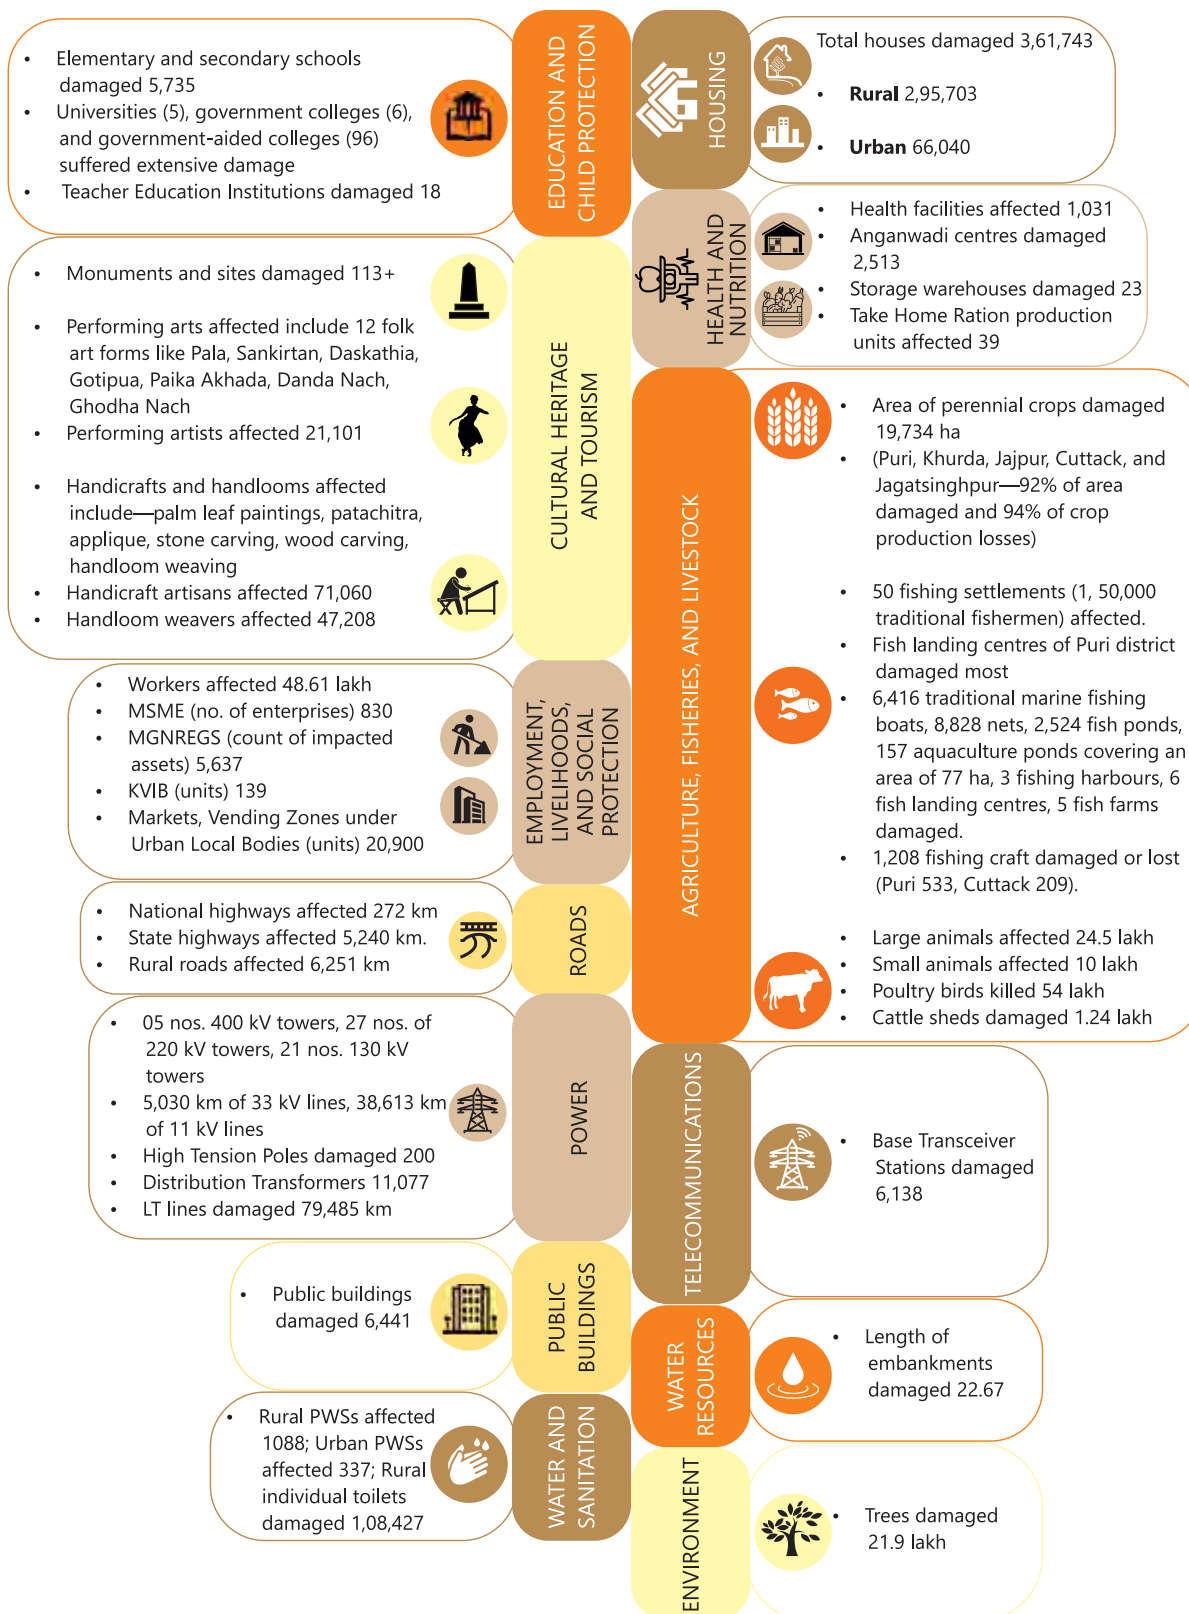 • Elementary and secondary schools
damaged 5,735
• Universities (5), government colleges (6),
and government-aided colleges (96)
suffered extensive damage
• Teacher Education Institutions damaged 18
EDUCATION AND
CHILD PROTECTION
HOUSING
Total houses damaged 3,61,743
• Rural 2,95,703
• Urban 66,040
HEALTH AND
NUTRITION
• Health facilities affected 1,031
• Anganwadi centres damaged
2,513
• Storage warehouses damaged 23
• Take Home Ration production
units affected 39
• Monuments and sites damaged 113+
• Performing arts affected include 12 folk
art forms like Pala, Sankirtan, Daskathia,
Gotipua, Paika Akhada, Danda Nach,
Ghodha Nach
• Performing artists affected 21,101
• Handicrafts and handlooms affected
include—palm leaf paintings, patachitra,
applique, stone carving, wood carving,
handloom weaving
• Handicraft artisans affected 71,060
• Handloom weavers affected 47,208
CULTURAL HERITAGE
AND TOURISM
AGRICULTURE, FISHERIES, AND LIVESTOCK
• Area of perennial crops damaged
19,734 ha
• (Puri, Khurda, Jajpur, Cuttack, and
Jagatsinghpur—92% of area
damaged and 94% of crop
production losses)
• 50 fishing settlements (1, 50,000
traditional fishermen) affected.
• Fish landing centres of Puri district
damaged most
• 6,416 traditional marine fishing
boats, 8,828 nets, 2,524 fish ponds,
157 aquaculture ponds covering an
area of 77 ha, 3 fishing harbours, 6
fish landing centres, 5 fish farms
damaged.
• 1,208 fishing craft damaged or lost
(Puri 533, Cuttack 209).
• Large animals affected 24.5 lakh
• Small animals affected 10 lakh
• Poultry birds killed 54 lakh
• Cattle sheds damaged 1.24 lakh
• Workers affected 48.61 lakh
• MSME (no. of enterprises) 830
• MGNREGS (count of impacted
assets) 5,637
• KVIB (units) 139
• Markets, Vending Zones under
Urban Local Bodies (units) 20,900
EMPLOYMENT,
LIVELIHOODS,
AND SOCIAL
PROTECTION
• National highways affected 272 km
• State highways affected 5,240 km.
• Rural roads affected 6,251 km
ROADS
• 05 nos. 400 kV towers, 27 nos. of
220 kV towers, 21 nos. 130 kV
towers
• 5,030 km of 33 kV lines, 38,613 km
of 11 kV lines
• High Tension Poles damaged 200
• Distribution Transformers 11,077
• LT lines damaged 79,485 km
POWER
TELECOMMUNICATIONS
• Base Transceiver
Stations damaged
6,138
• Public buildings
damaged 6,441
PUBLIC
BUILDINGS
WATER
RESOURCES
• Length of
embankments
damaged 22.67
• Rural PWSs affected
1088; Urban PWSs
affected 337; Rural
individual toilets
damaged 1,08,427
WATER AND
SANITATION
ENVIRONMENT
• Trees damaged
21.9 lakh